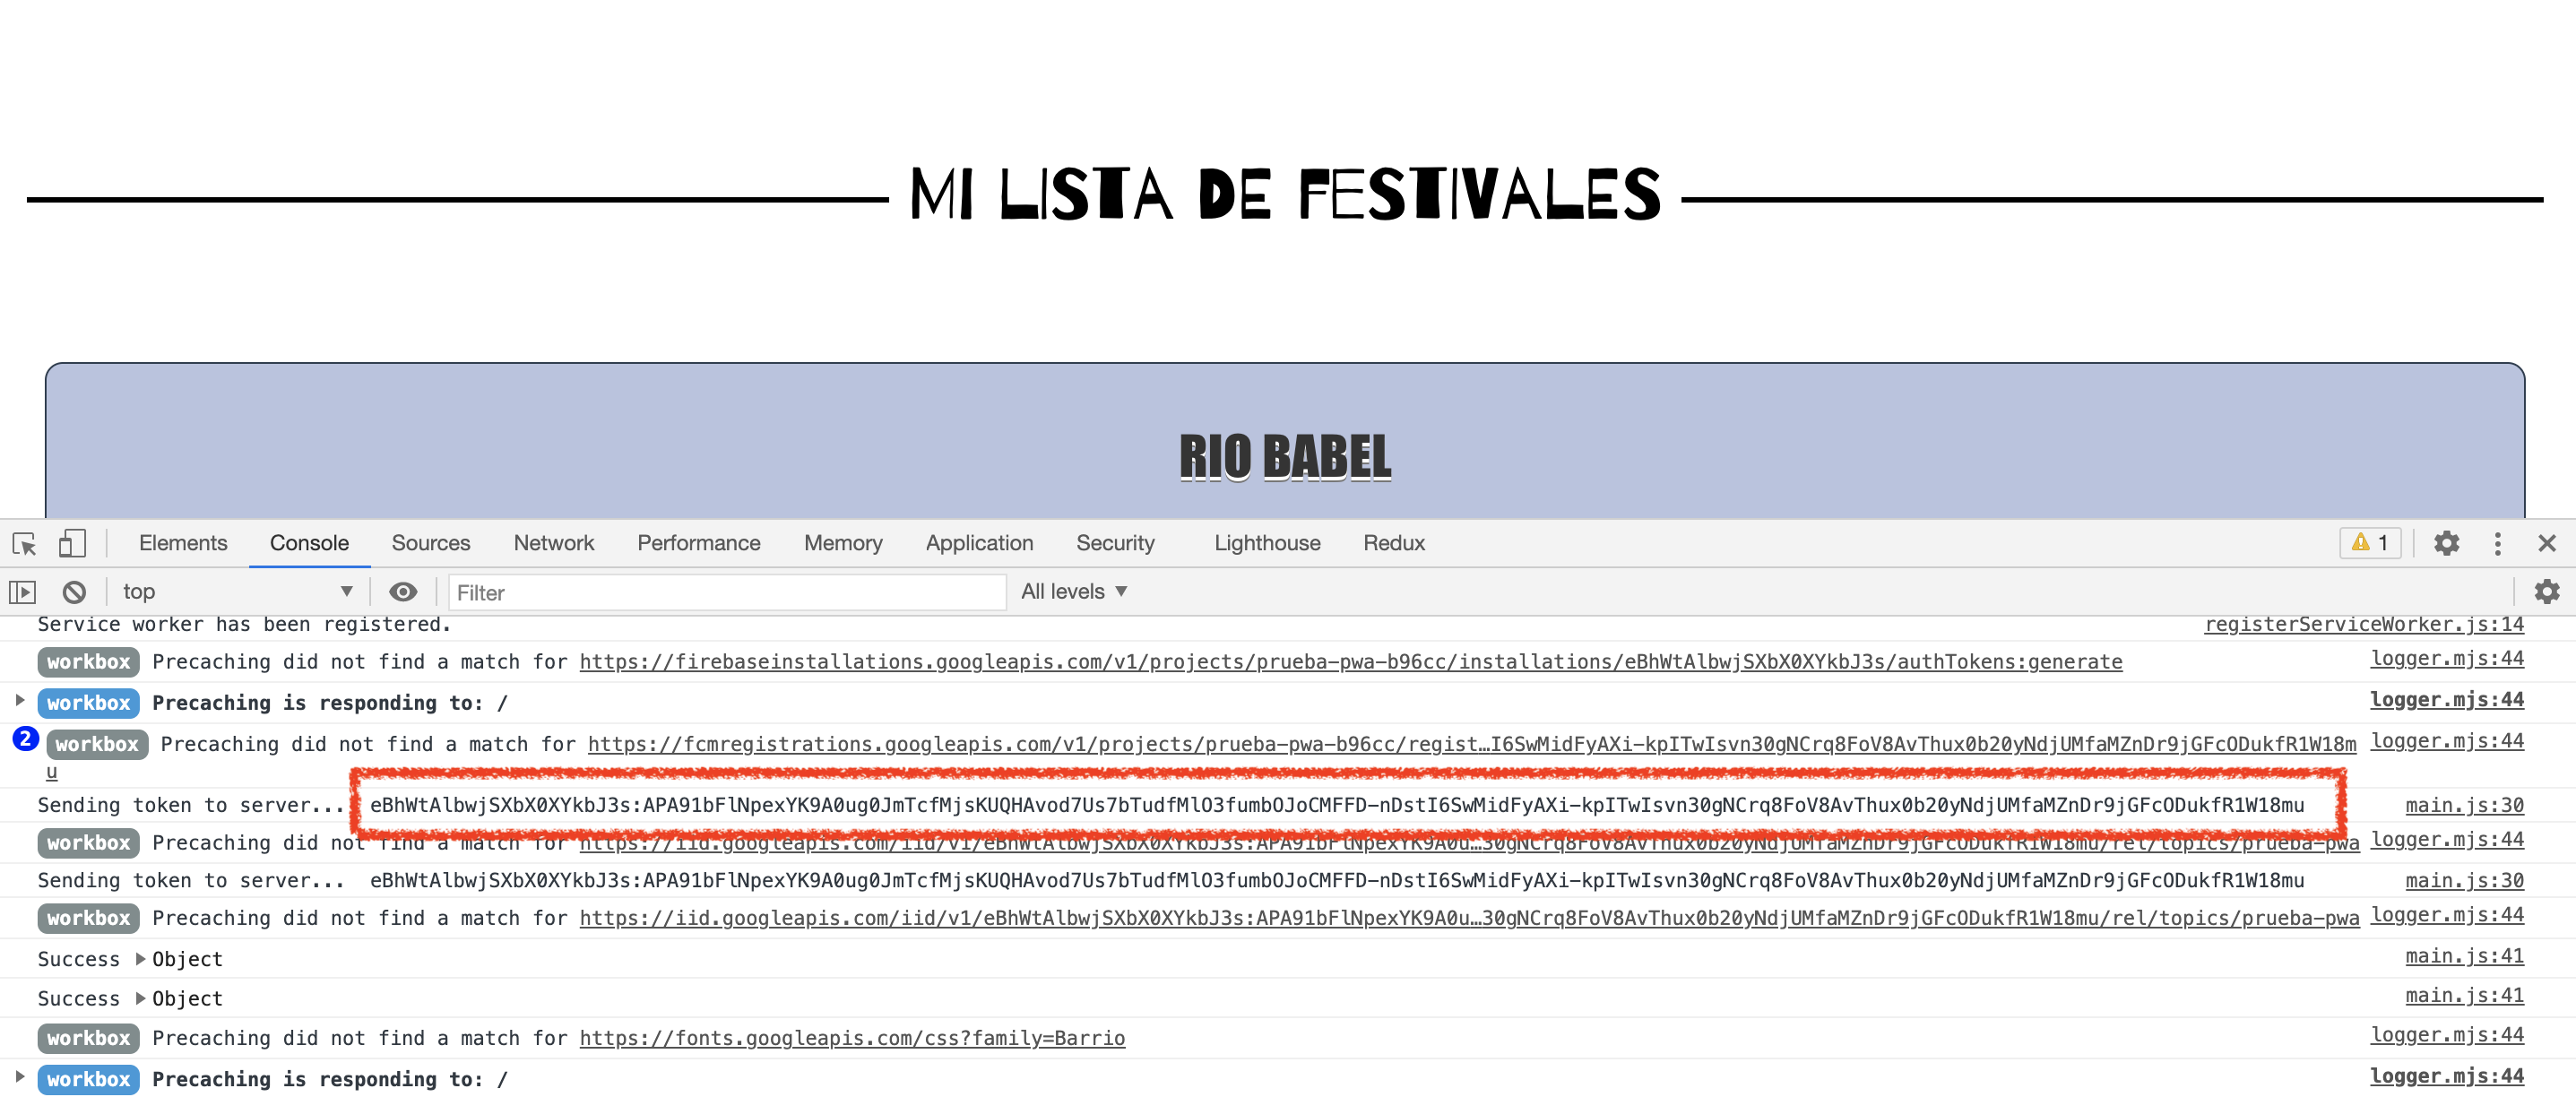 MI LISTA DE FESTIVALES
RIO BABEL
Elements Console Sources Network Performance Memory Application Security Lighthouse Redux 1
top Filter All levels
Service worker has been registered. registerServiceWorker.js:14
workbox Precaching did not find a match for https://firebaseinstallations.googleapis.com/v1/projects/prueba-pwa-b96cc/installations/eBhWtAlbwjSXbX0XYkbJ3s/authTokens:generate logger.mjs:44
workbox Precaching is responding to: / logger.mjs:44
2 workbox Precaching did not find a match for https://fcmregistrations.googleapis.com/v1/projects/prueba-pwa-b96cc/regist…I6SwMidFyAXi-kpITwIsvn30gNCrq8FoV8AvThux0b20yNdjUMfaMZnDr9jGFcODukfR1W18m logger.mjs:44
u
Sending token to server... eBhWtAlbwjSXbX0XYkbJ3s:APA91bFlNpexYK9A0ug0JmTcfMjsKUQHAvod7Us7bTudfMlO3fumbOJoCMFFD-nDstI6SwMidFyAXi-kpITwIsvn30gNCrq8FoV8AvThux0b20yNdjUMfaMZnDr9jGFcODukfR1W18mu main.js:30
workbox Precaching did not find a match for https://iid.googleapis.com/iid/v1/eBhWtAlbwjSXbX0XYkbJ3s:APA91bFlNpexYK9A0u…30gNCrq8FoV8AvThux0b20yNdjUMfaMZnDr9jGFcODukfR1W18mu/rel/topics/prueba-pwa logger.mjs:44
Sending token to server... eBhWtAlbwjSXbX0XYkbJ3s:APA91bFlNpexYK9A0ug0JmTcfMjsKUQHAvod7Us7bTudfMlO3fumbOJoCMFFD-nDstI6SwMidFyAXi-kpITwIsvn30gNCrq8FoV8AvThux0b20yNdjUMfaMZnDr9jGFcODukfR1W18mu main.js:30
workbox Precaching did not find a match for https://iid.googleapis.com/iid/v1/eBhWtAlbwjSXbX0XYkbJ3s:APA91bFlNpexYK9A0u…30gNCrq8FoV8AvThux0b20yNdjUMfaMZnDr9jGFcODukfR1W18mu/rel/topics/prueba-pwa logger.mjs:44
Success Object main.js:41
Success Object main.js:41
workbox Precaching did not find a match for https://fonts.googleapis.com/css?family=Barrio logger.mjs:44
workbox Precaching is responding to: / logger.mjs:44